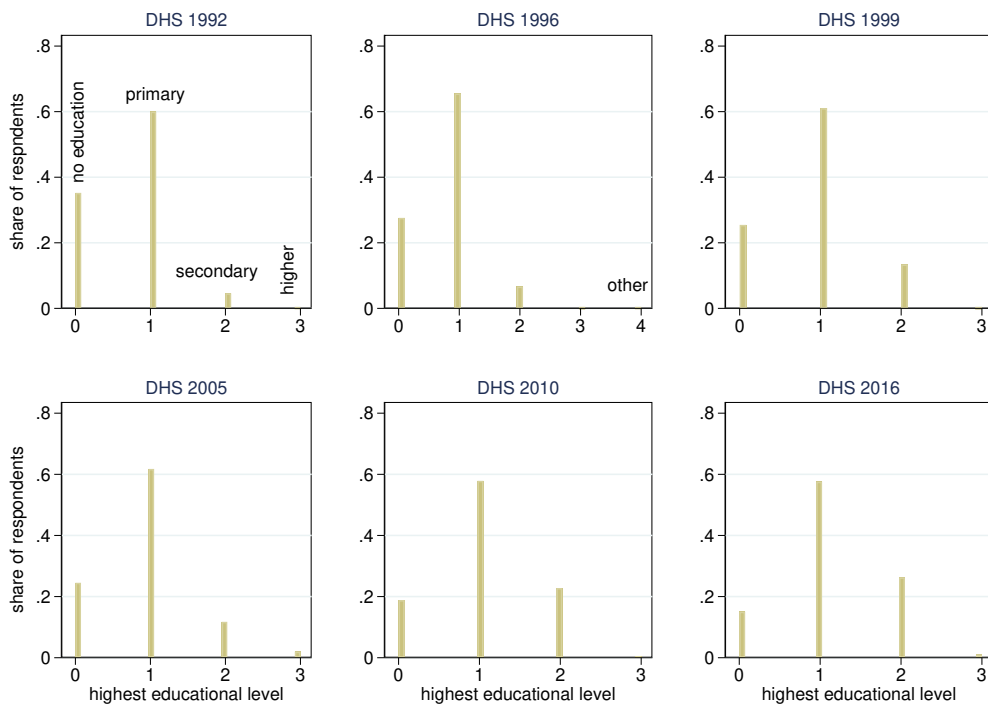 DHS 1992
DHS 1996
DHS 1999
share of respndents
.8
.6
.4
.2
0
no education
primary
secondary
higher
0 1 2 3
.8
.6
.4
.2
0
other
0 1 2 3 4
.8
.6
.4
.2
0
0 1 2 3
DHS 2005
DHS 2010
DHS 2016
share of respondents
.8
.6
.4
.2
0
0 1 2 3
highest educational level
.8
.6
.4
.2
0
0 1 2 3
highest educational level
.8
.6
.4
.2
0
0 1 2 3
highest educational level